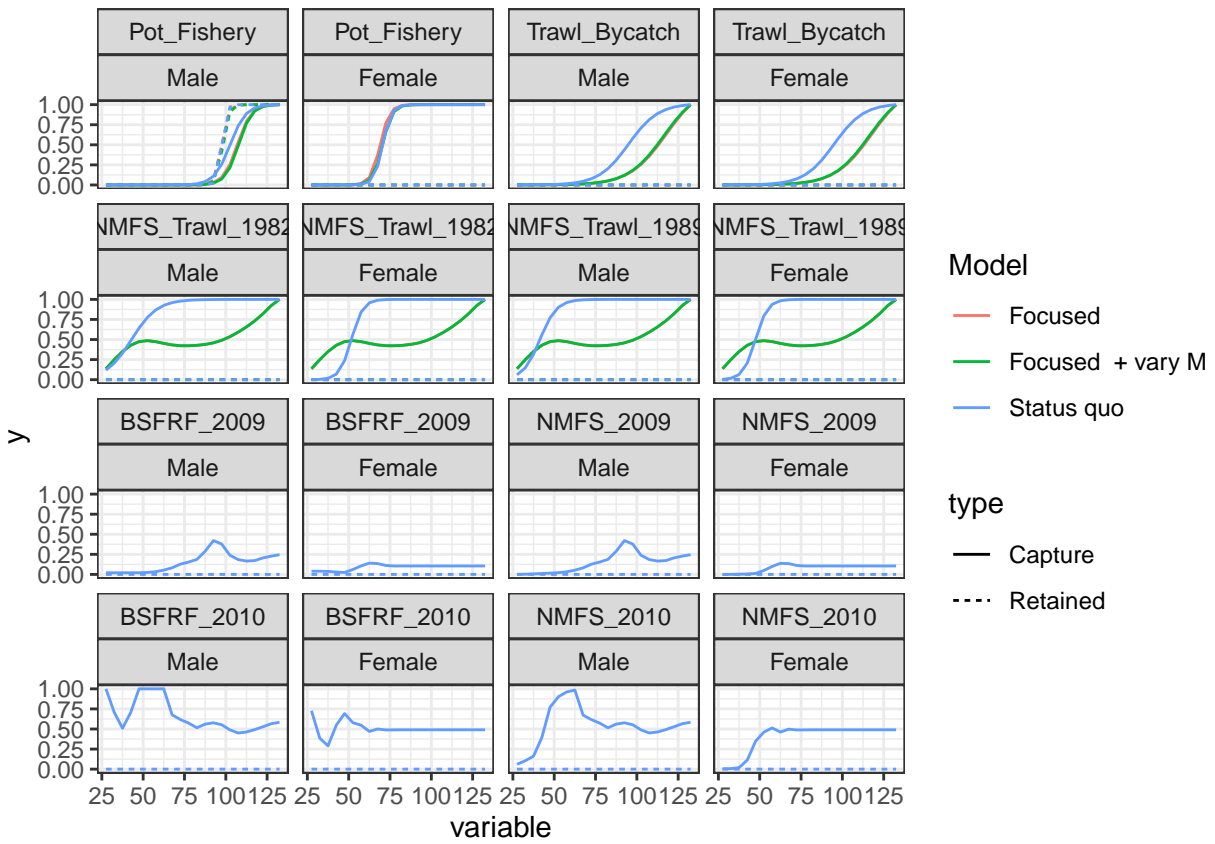 Pot_Fishery Pot_Fishery Trawl_Bycatch Trawl_Bycatch
Male Female Male Female
1.00
0.75
0.50
0.25
0.00
NMFS_Trawl_1982 NMFS_Trawl_1982 NMFS_Trawl_1989 NMFS_Trawl_1989
Male Female Male Female
1.00
0.75
0.50
0.25
0.00
BSFRF_2009 BSFRF_2009 NMFS_2009 NMFS_2009
Male Female Male Female
1.00
0.75
0.50
0.25
0.00
BSFRF_2010 BSFRF_2010 NMFS_2010 NMFS_2010
Male Female Male Female
1.00
0.75
0.50
0.25
0.00
25 50 75 100 125 25 50 75 100 125 25 50 75 100 125 25 50 75 100 125
variable
y
Model
Focused
Focused + vary M
Status quo
type
Capture
Retained